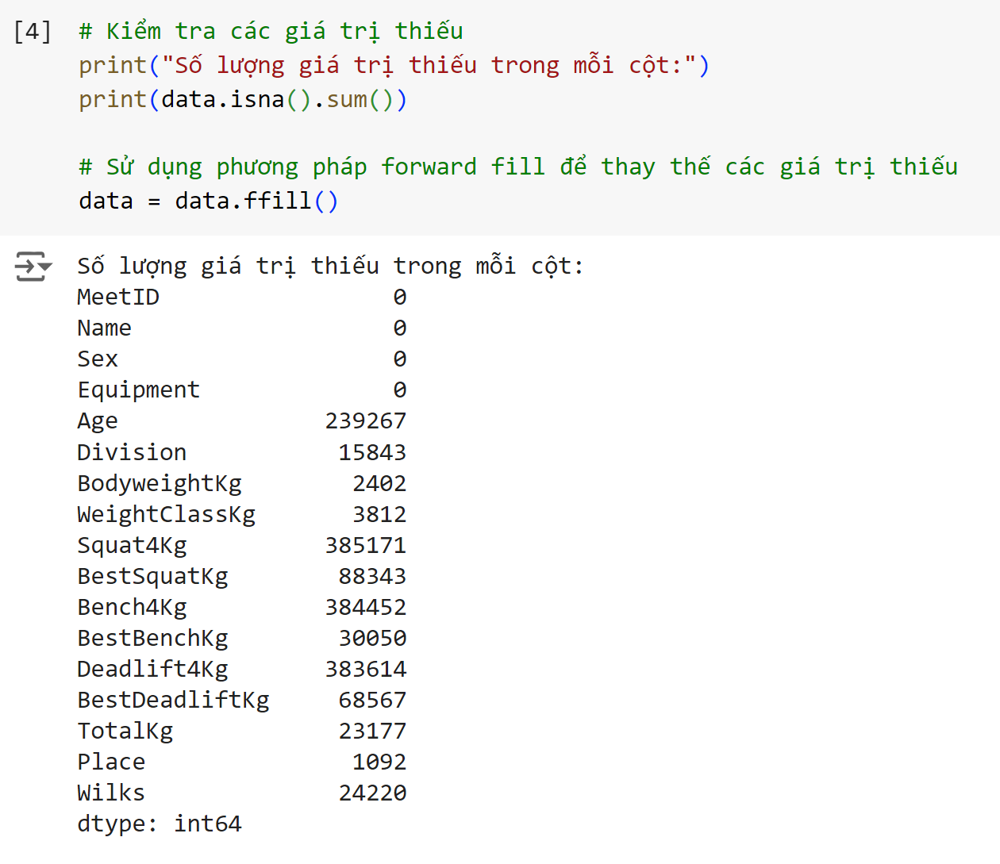 [4] # Kiểm tra các giá trị thiếu
print("Số lượng giá trị thiếu trong mỗi cột:")
print(data.isna().sum())
# Sử dụng phương pháp forward fill để thay thế các giá trị thiếu
data = data.ffill()
Số lượng giá trị thiếu trong mỗi cột:
MeetID 0
Name 0
Sex 0
Equipment 0
Age 239267
Division 15843
BodyweightKg 2402
WeightClassKg 3812
Squat4Kg 385171
BestSquatKg 88343
Bench4Kg 384452
BestBenchKg 30050
Deadlift4Kg 383614
BestDeadliftKg 68567
TotalKg 23177
Place 1092
Wilks 24220
dtype: int64